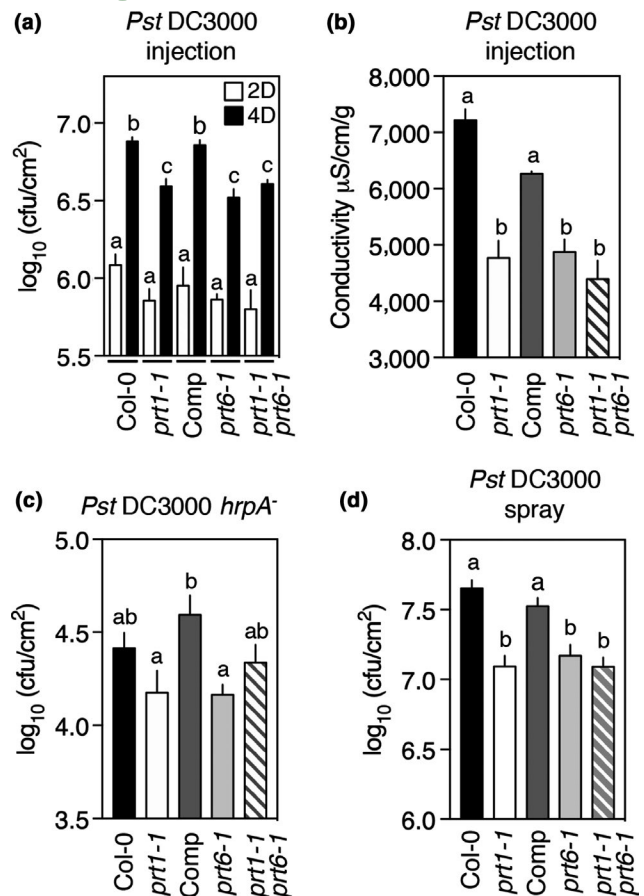 (a)
Pst DC3000
injection
2D
4D
7.0
6.5
6.0
5.5
log10 (cfu/cm2)
a
b
a
c
a
b
a
c
a
c
Col-0
prt1-1
Comp
prt6-1
prt1-1
prt6-1
(b)
Pst DC3000
injection
8,000
7,000
6,000
5,000
4,000
3,000
Conductivity µS/cm/g
a
b
a
b
b
Col-0
prt1-1
Comp
prt6-1
prt1-1
prt6-1
(c)
Pst DC3000 hrpA-
5.0
4.5
4.0
3.5
log10 (cfu/cm2)
ab
a
b
a
ab
Col-0
prt1-1
Comp
prt6-1
prt1-1
prt6-1
(d)
Pst DC3000
spray
8.0
7.5
7.0
6.5
6.0
log10 (cfu/cm2)
a
b
a
b
b
Col-0
prt1-1
Comp
prt6-1
prt1-1
prt6-1